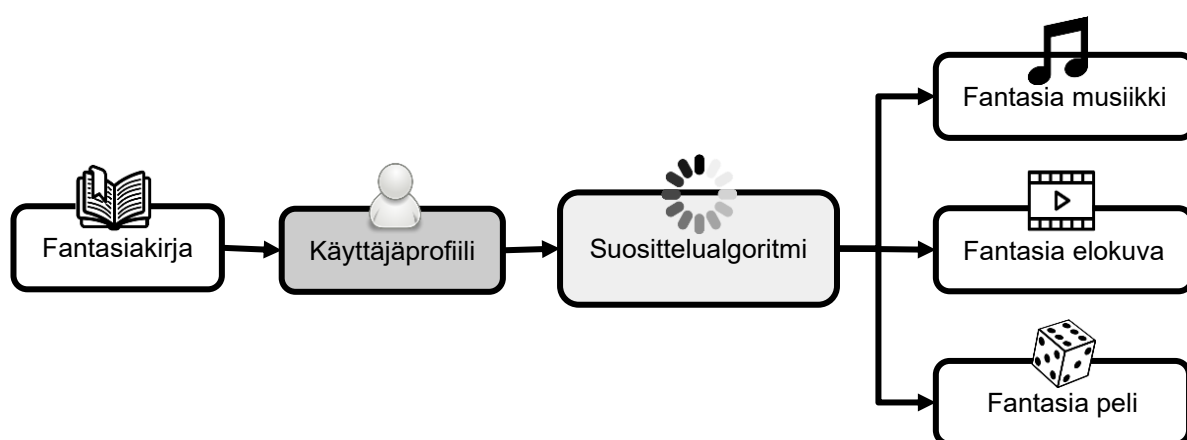 Fantasia musiikki
Fantasiakirja
Käyttäjäprofiili
Suosittelualgoritmi
Fantasia elokuva
Fantasia peli